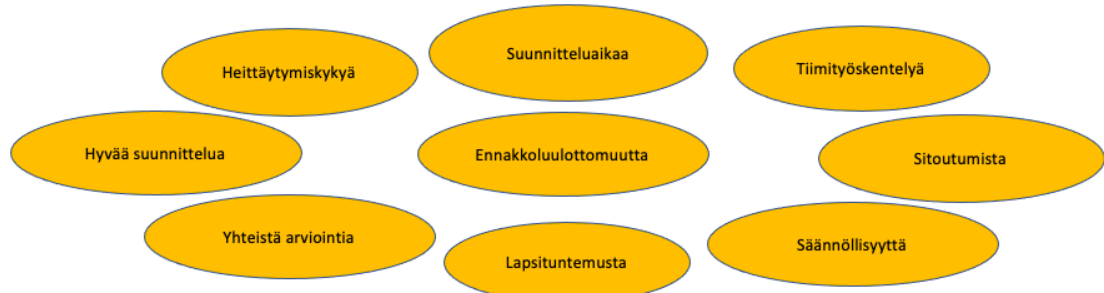 Suunnitteluaikaa
Heittäytymiskykyä
Tiimityöskentelyä
Hyvää suunnittelua
Ennakkoluulottomuutta
Sitoutumista
Yhteistä arviointia
Lapsituntemusta
Säännöllisyyttä